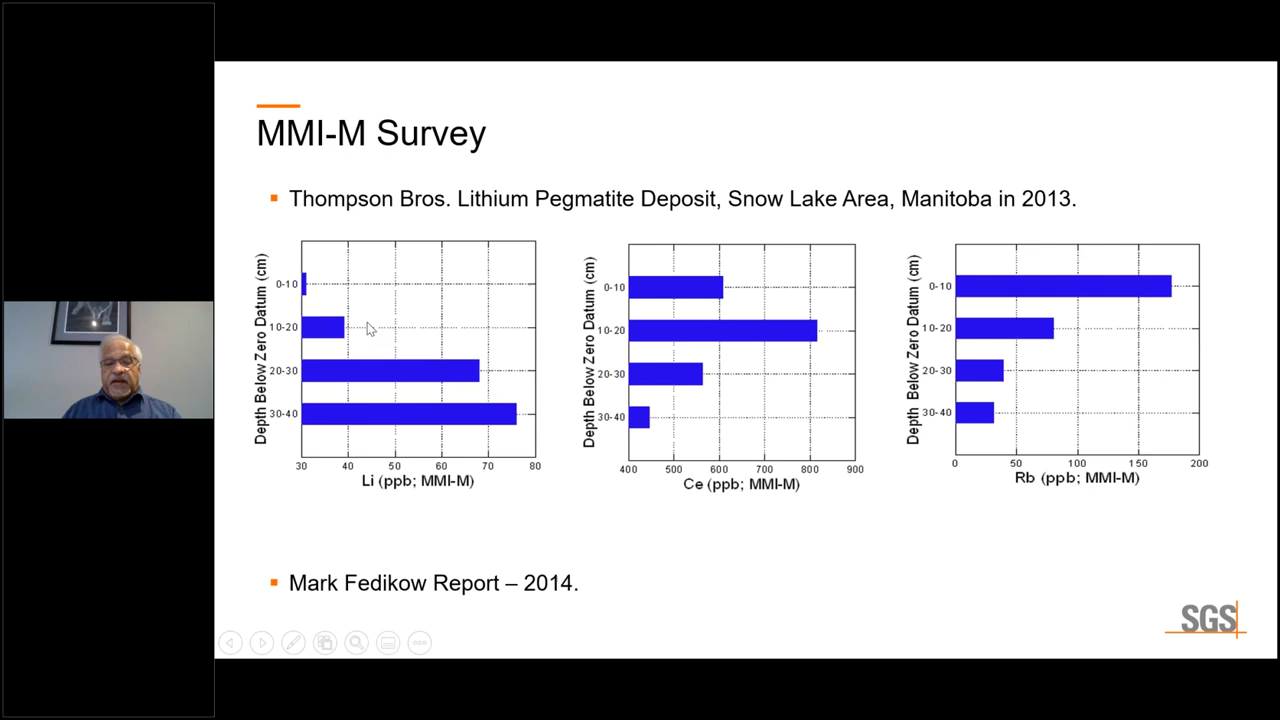 MMI-M Survey
Thompson Bros. Lithium Pegmatite Deposit, Snow Lake Area, Manitoba in 2013.
Depth Below Zero Datum (cm)
0-10
10-20
20-30
30-40
30 40 50 60 70 80
Li (ppb; MMI-M)
Depth Below Zero Datum (cm)
0-10
10-20
20-30
30-40
400 500 600 700 800 900
Ce (ppb; MMI-M)
Depth Below Zero Datum (cm)
0-10
10-20
20-30
30-40
0 50 100 150 200
Rb (ppb; MMI-M)
Mark Fedikow Report – 2014.
SGS